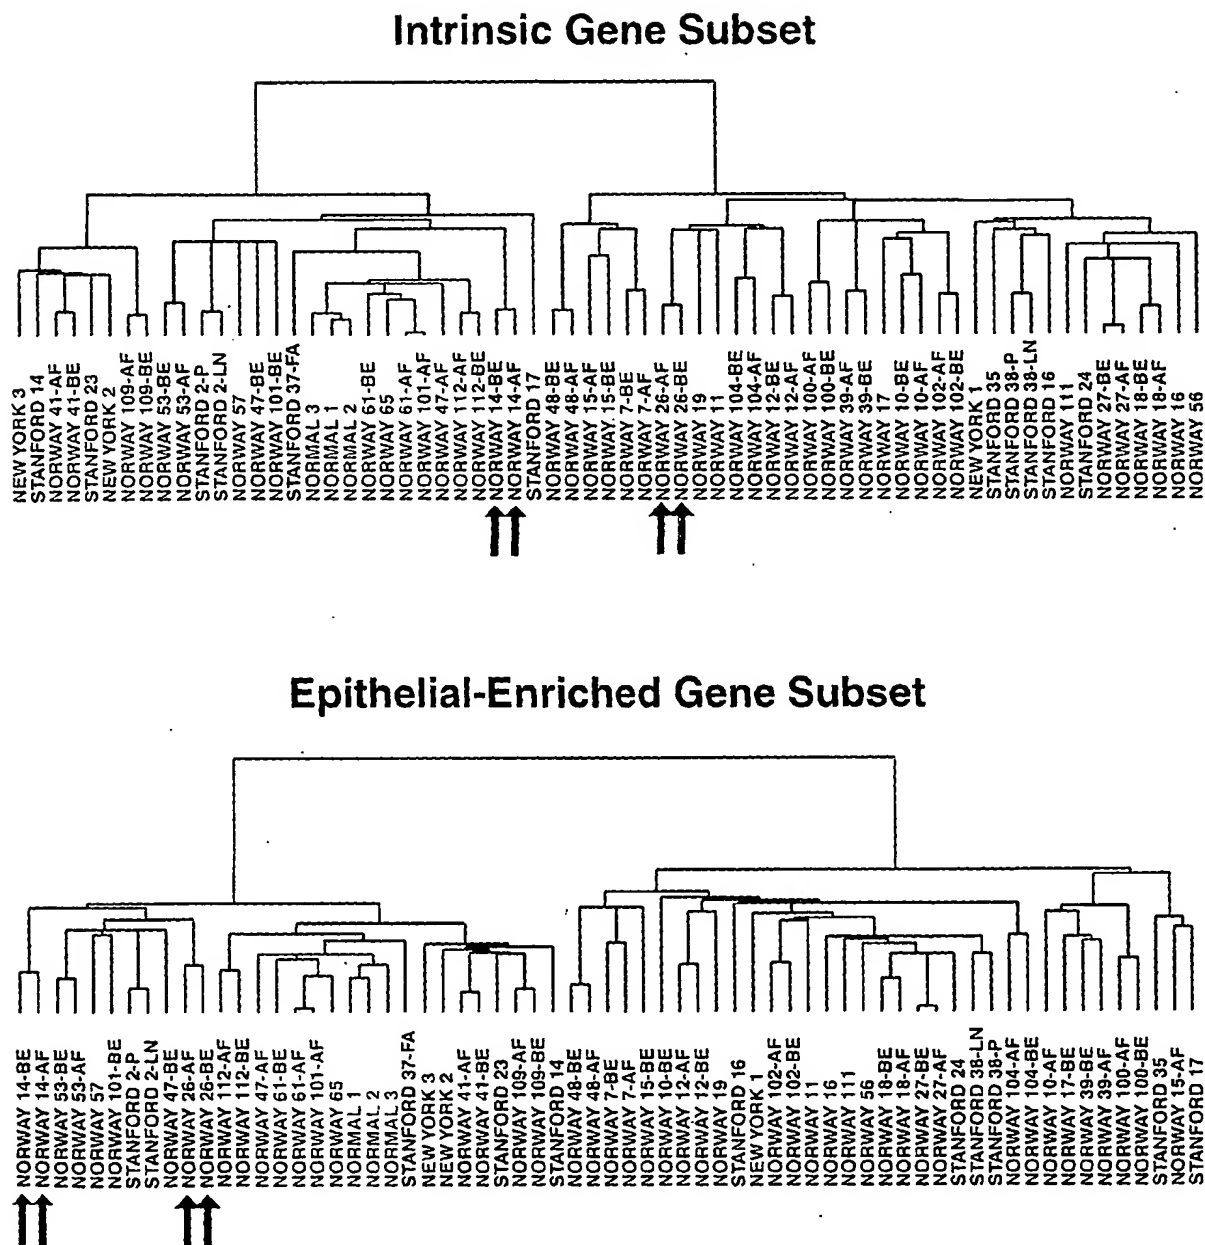 Intrinsic Gene Subset
NEW YORK 3
STANFORD 14
NORWAY 41-AF
NORWAY 41-BE
STANFORD 23
NEW YORK 2
NORWAY 109-AF
NORWAY 109-BE
NORWAY 53-BE
NORWAY 53-AF
STANFORD 2-P
STANFORD 2-LN
NORWAY 57
NORWAY 47-BE
NORWAY 101-BE
STANFORD 37-FA
NORMAL 3
NORMAL 1
NORMAL 2
NORWAY 61-BE
NORWAY 65
NORWAY 61-AF
NORWAY 101-AF
NORWAY 47-AF
NORWAY 112-AF
NORWAY 112-BE
NORWAY 14-BE
NORWAY 14-AF
STANFORD 17
NORWAY 48-BE
NORWAY 48-AF
NORWAY 15-AF
NORWAY 15-BE
NORWAY 7-BE
NORWAY 7-AF
NORWAY 26-AF
NORWAY 26-BE
NORWAY 19
NORWAY 11
NORWAY 104-BE
NORWAY 104-AF
NORWAY 12-BE
NORWAY 12-AF
NORWAY 100-AF
NORWAY 100-BE
NORWAY 39-AF
NORWAY 39-BE
NORWAY 17
NORWAY 10-BE
NORWAY 10-AF
NORWAY 102-AF
NORWAY 102-BE
NEW YORK 1
STANFORD 35
STANFORD 38-P
STANFORD 38-LN
STANFORD 16
NORWAY 111
STANFORD 24
NORWAY 27-BE
NORWAY 27-AF
NORWAY 18-BE
NORWAY 18-AF
NORWAY 16
NORWAY 56
Epithelial-Enriched Gene Subset
NORWAY 14-BE
NORWAY 14-AF
NORWAY 53-BE
NORWAY 53-AF
NORWAY 57
NORWAY 101-BE
STANFORD 2-P
STANFORD 2-LN
NORWAY 47-BE
NORWAY 26-AF
NORWAY 26-BE
NORWAY 112-AF
NORWAY 112-BE
NORWAY 47-AF
NORWAY 61-BE
NORWAY 61-AF
NORWAY 101-AF
NORWAY 65
NORMAL 1
NORMAL 2
NORMAL 3
STANFORD 37-FA
NEW YORK 3
NEW YORK 2
NORWAY 41-AF
NORWAY 41-BE
STANFORD 23
NORWAY 109-AF
NORWAY 109-BE
STANFORD 14
NORWAY 48-BE
NORWAY 48-AF
NORWAY 7-BE
NORWAY 7-AF
NORWAY 15-BE
NORWAY 10-BE
NORWAY 12-AF
NORWAY 12-BE
NORWAY 19
STANFORD 16
NEW YORK 1
NORWAY 102-AF
NORWAY 102-BE
NORWAY 11
NORWAY 16
NORWAY 111
NORWAY 56
NORWAY 18-BE
NORWAY 18-AF
NORWAY 27-BE
NORWAY 27-AF
STANFORD 24
STANFORD 38-LN
STANFORD 38-P
NORWAY 104-AF
NORWAY 104-BE
NORWAY 10-AF
NORWAY 17-BE
NORWAY 39-BE
NORWAY 39-AF
NORWAY 100-AF
NORWAY 100-BE
STANFORD 35
NORWAY 15-AF
STANFORD 17